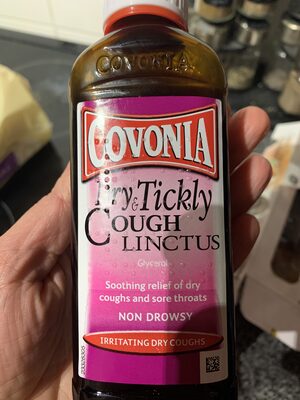 COVONIA
COVONIA
Dry & Tickly
COUGH
LINCTUS
Glycerol
Soothing relief of dry
coughs and sore throats
NON DROWSY
IRRITATING DRY COUGHS